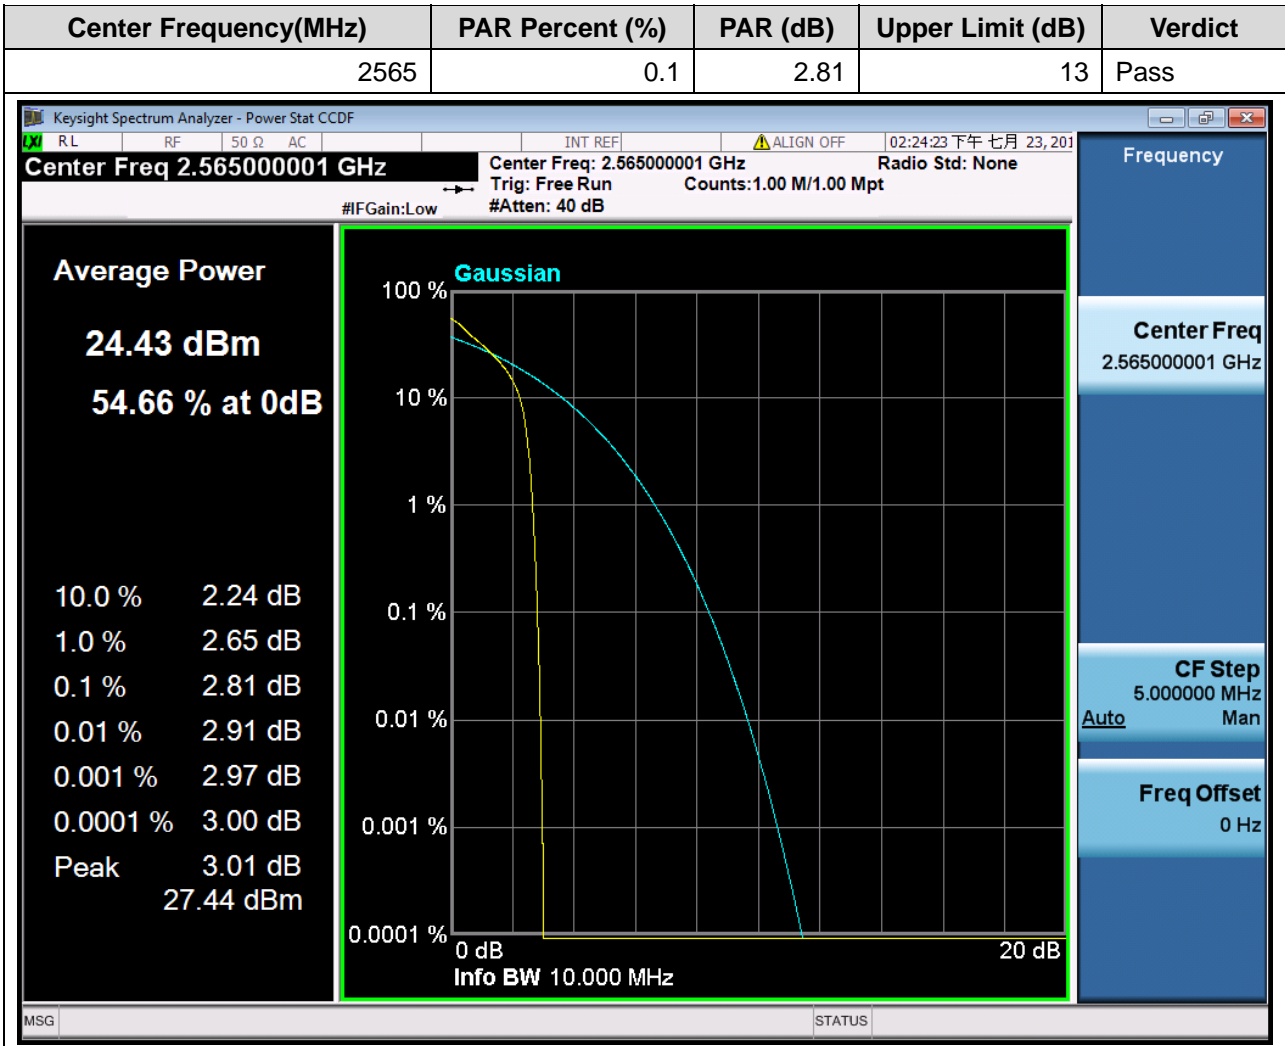 Center Frequency(MHz) PAR Percent (%) PAR (dB) Upper Limit (dB) Verdict
2565 0.1 2.81 13 Pass
Keysight Spectrum Analyzer - Power Stat CCDF
LXI RL RF 50 Ω AC INT REF ALIGN OFF 02:24:23 下午 七月 23, 201
Center Freq 2.565000001 GHz
Center Freq: 2.565000001 GHz Radio Std: None
Trig: Free Run Counts:1.00 M/1.00 Mpt
#IFGain:Low #Atten: 40 dB
Average Power
24.43 dBm
54.66 % at 0dB
10.0 % 2.24 dB
1.0 % 2.65 dB
0.1 % 2.81 dB
0.01 % 2.91 dB
0.001 % 2.97 dB
0.0001 % 3.00 dB
Peak 3.01 dB
27.44 dBm
Gaussian
100 %
10 %
1 %
0.1 %
0.01 %
0.001 %
0.0001 %
0 dB 20 dB
Info BW 10.000 MHz
Frequency
Center Freq
2.565000001 GHz
CF Step
5.000000 MHz
Auto Man
Freq Offset
0 Hz
MSG STATUS